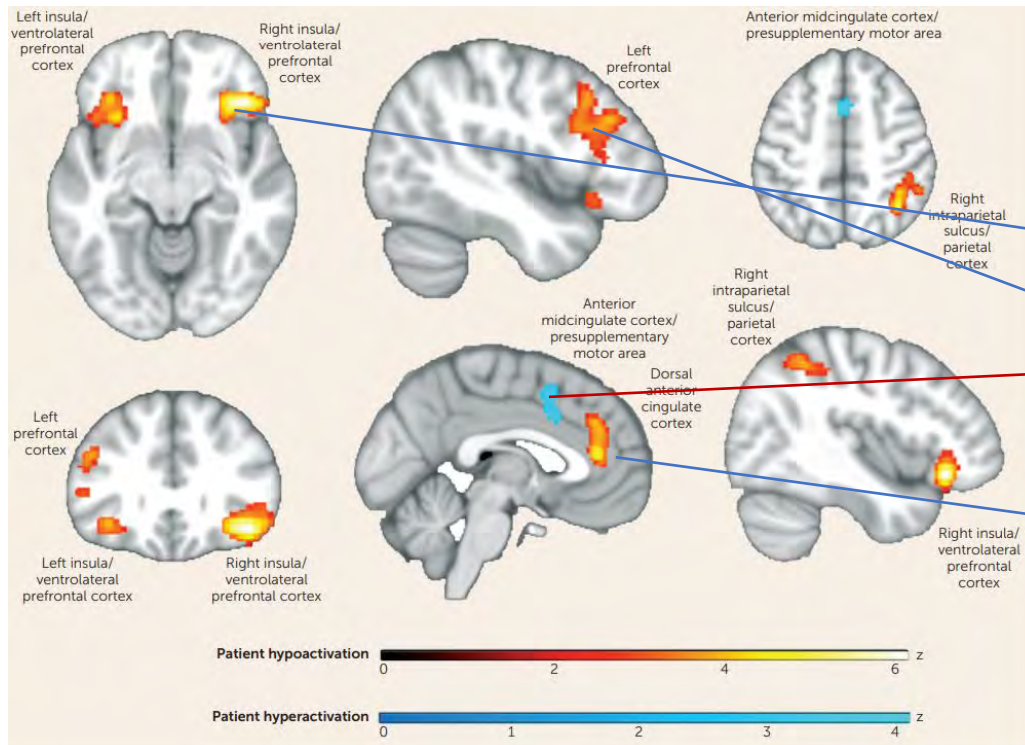 Left insula/
ventrolateral
prefrontal
cortex
Right insula/
ventrolateral
prefrontal
cortex
Left
prefrontal
cortex
Anterior midcingulate cortex/
presupplementary motor area
Right
intraparietal
sulcus/
parietal
cortex
Left
prefrontal
cortex
Left insula/
ventrolateral
prefrontal cortex
Right insula/
ventrolateral
prefrontal cortex
Anterior
midcingulate cortex/
presupplementary
motor area
Dorsal
anterior
cingulate
cortex
Right
intraparietal
sulcus/
parietal
cortex
Right insula/
ventrolateral
prefrontal
cortex
Patient hypoactivation z
0 2 4 6
Patient hyperactivation z
0 1 2 3 4